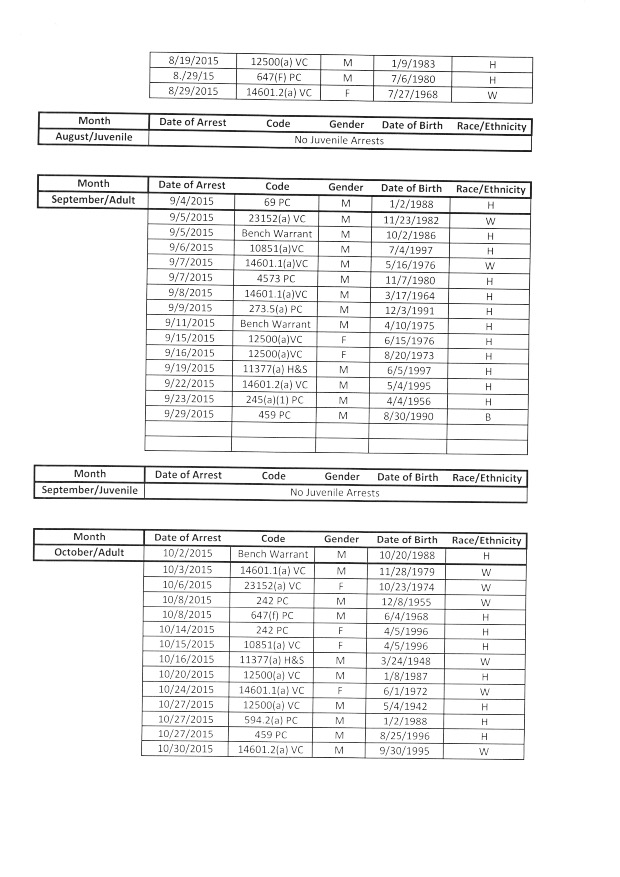 8/19/2015 12500(a) VC M 1/9/1983 H
8./29/15 647(F) PC M 7/6/1980 H
8/29/2015 14601.2(a) VC F 7/27/1968 W
Month Date of Arrest Code Gender Date of Birth Race/Ethnicity
August/Juvenile No Juvenile Arrests
Month Date of Arrest Code Gender Date of Birth Race/Ethnicity
September/Adult 9/4/2015 69 PC M 1/2/1988 H
9/5/2015 23152(a) VC M 11/23/1982 W
9/5/2015 Bench Warrant M 10/2/1986 H
9/6/2015 10851(a)VC M 7/4/1997 H
9/7/2015 14601.1(a)VC M 5/16/1976 W
9/7/2015 4573 PC M 11/7/1980 H
9/8/2015 14601.1(a)VC M 3/17/1964 H
9/9/2015 273.5(a) PC M 12/3/1991 H
9/11/2015 Bench Warrant M 4/10/1975 H
9/15/2015 12500(a)VC F 6/15/1976 H
9/16/2015 12500(a)VC F 8/20/1973 H
9/19/2015 11377(a) H&S M 6/5/1997 H
9/22/2015 14601.2(a) VC M 5/4/1995 H
9/23/2015 245(a)(1) PC M 4/4/1956 H
9/29/2015 459 PC M 8/30/1990 B
Month Date of Arrest Code Gender Date of Birth Race/Ethnicity
September/Juvenile No Juvenile Arrests
Month Date of Arrest Code Gender Date of Birth Race/Ethnicity
October/Adult 10/2/2015 Bench Warrant M 10/20/1988 H
10/3/2015 14601.1(a) VC M 11/28/1979 W
10/6/2015 23152(a) VC F 10/23/1974 W
10/8/2015 242 PC M 12/8/1955 W
10/8/2015 647(f) PC M 6/4/1968 H
10/14/2015 242 PC F 4/5/1996 H
10/15/2015 10851(a) VC F 4/5/1996 H
10/16/2015 11377(a) H&S M 3/24/1948 W
10/20/2015 12500(a) VC M 1/8/1987 H
10/24/2015 14601.1(a) VC F 6/1/1972 W
10/27/2015 12500(a) VC M 5/4/1942 H
10/27/2015 594.2(a) PC M 1/2/1988 H
10/27/2015 459 PC M 8/25/1996 H
10/30/2015 14601.2(a) VC M 9/30/1995 W